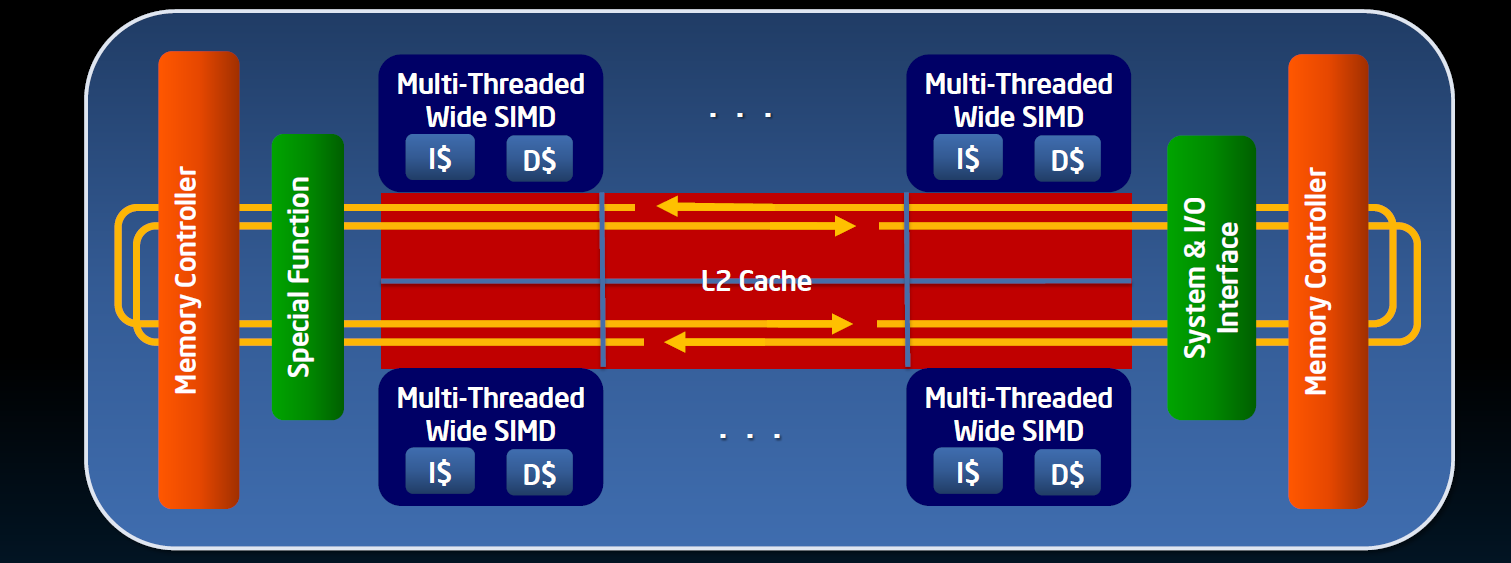 Memory Controller
Special Function
Multi-Threaded
Wide SIMD
I$
D$
. . .
Multi-Threaded
Wide SIMD
I$
D$
L2 Cache
Multi-Threaded
Wide SIMD
I$
D$
. . .
Multi-Threaded
Wide SIMD
I$
D$
System & I/O
Interface
Memory Controller